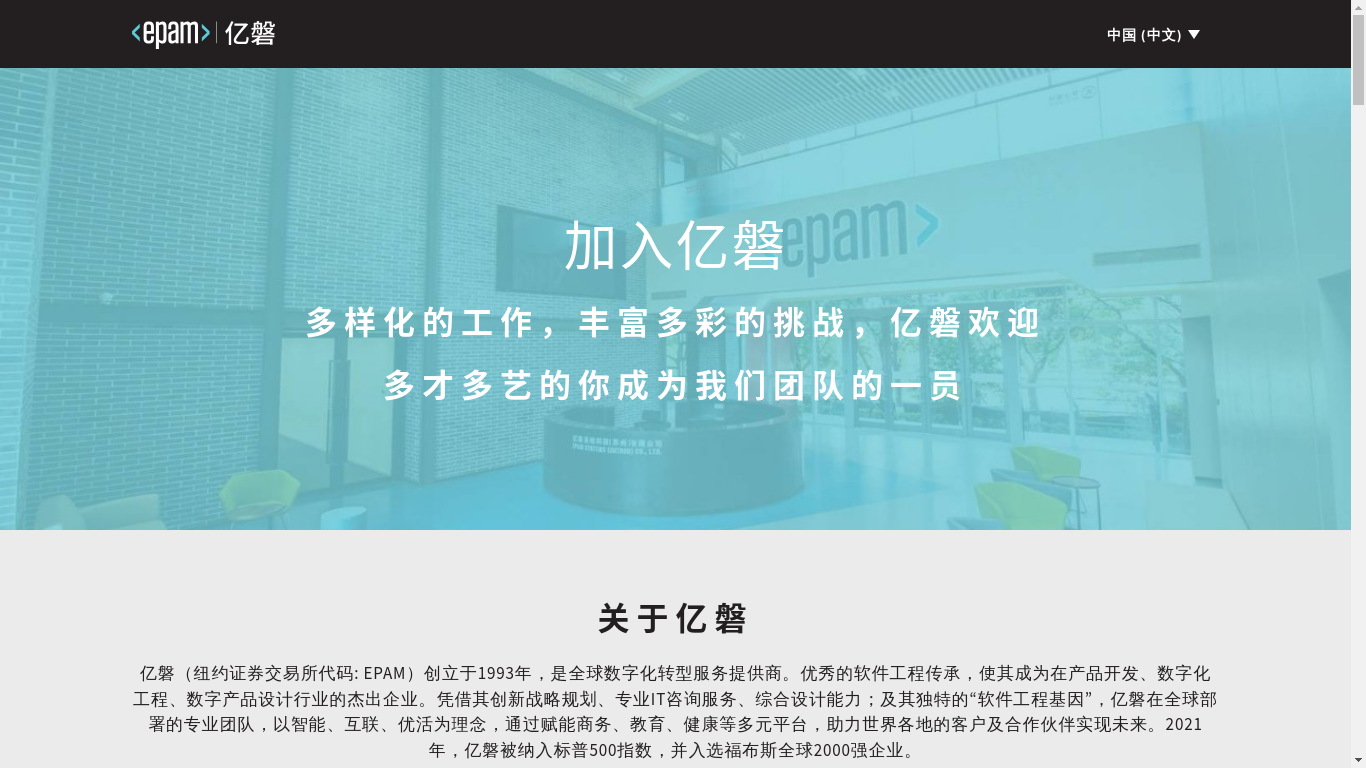 <epam> | 亿磐
中国 (中文)
epam>
加入亿磐
多样化的工作，丰富多彩的挑战，亿磐欢迎
多才多艺的你成为我们团队的一员
关于亿磐
亿磐（纽约证券交易所代码: EPAM）创立于1993年，是全球数字化转型服务提供商。优秀的软件工程传承，使其成为在产品开发、数字化
工程、数字产品设计行业的杰出企业。凭借其创新战略规划、专业IT咨询服务、综合设计能力；及其独特的“软件工程基因”，亿磐在全球部
署的专业团队，以智能、互联、优活为理念，通过赋能商务、教育、健康等多元平台，助力世界各地的客户及合作伙伴实现未来。2021
年，亿磐被纳入标普500指数，并入选福布斯全球2000强企业。